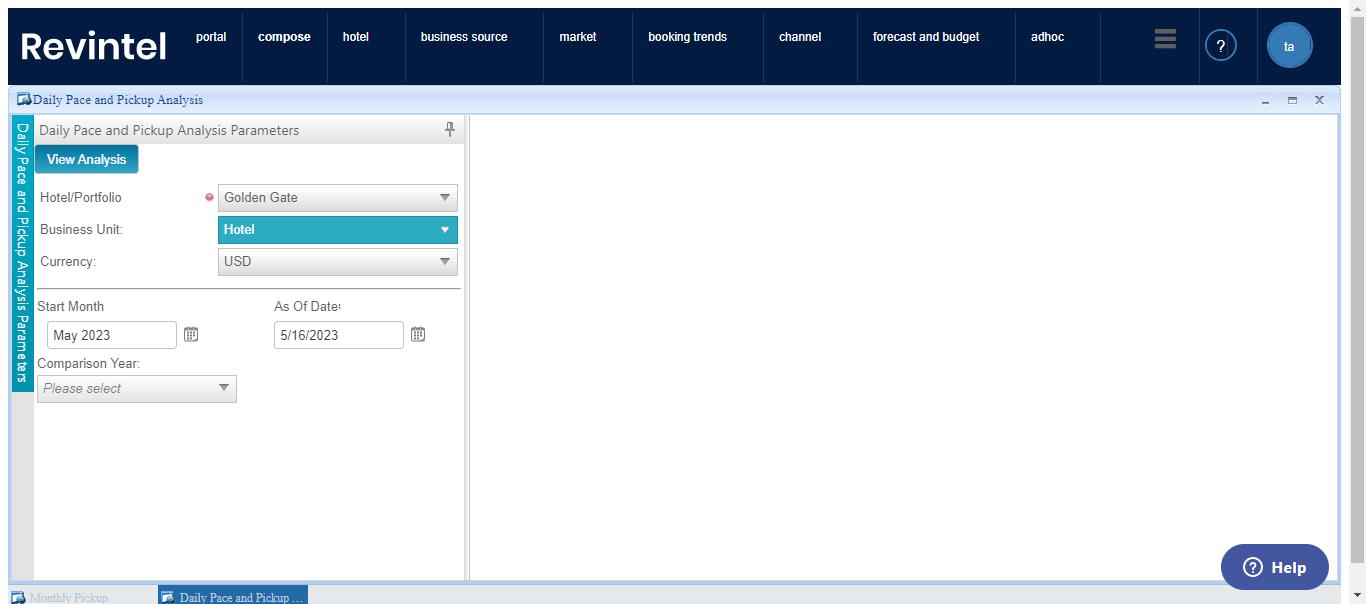 Revintel
portal
compose
hotel
business source
market
booking trends
channel
forecast and budget
adhoc
?
ta
Daily Pace and Pickup Analysis
Daily Pace and Pickup Analysis Parameters
Daily Pace and Pickup Analysis Parameters
View Analysis
Hotel/Portfolio
Golden Gate
Business Unit:
Hotel
Currency:
USD
Start Month
As Of Date:
May 2023
5/16/2023
Comparison Year:
Please select
? Help
Monthly Pickup
Daily Pace and Pickup ...